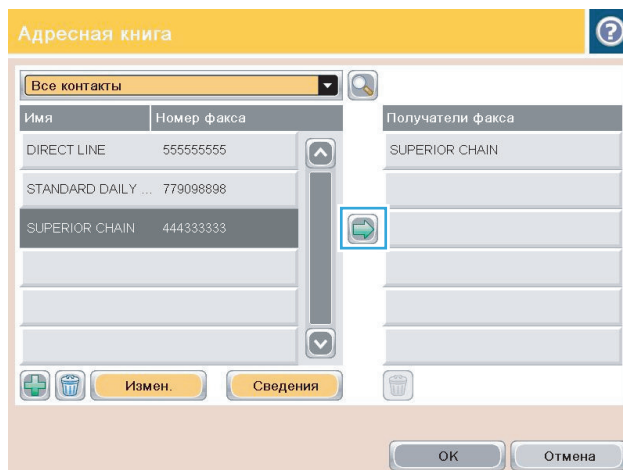 Адресная книга
?
Все контакты
Имя Номер факса Получатели факса
DIRECT LINE 555555555 SUPERIOR CHAIN
STANDARD DAILY ... 779098898
SUPERIOR CHAIN 444333333
Измен. Сведения
OK Отмена